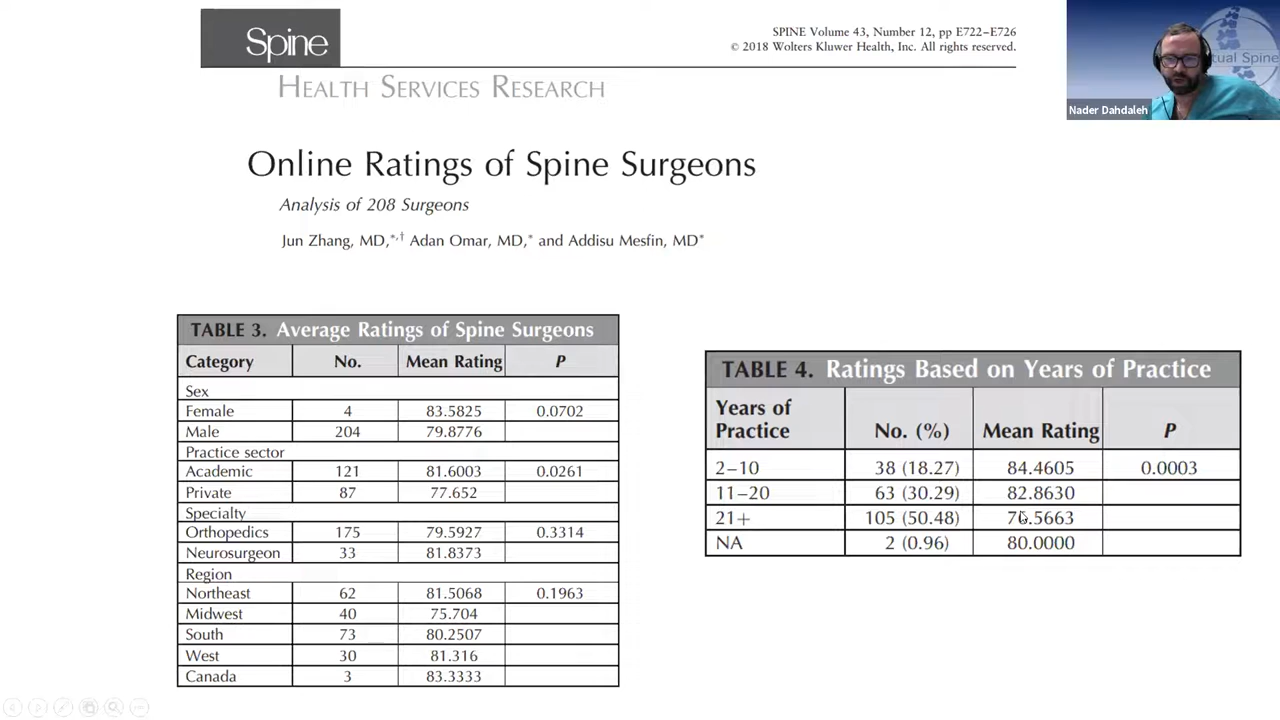 Spine
SPINE Volume 43, Number 12, pp E722–E726
© 2018 Wolters Kluwer Health, Inc. All rights reserved.
HEALTH SERVICES RESEARCH
Online Ratings of Spine Surgeons
Analysis of 208 Surgeons
Jun Zhang, MD,*,† Adan Omar, MD,* and Addisu Mesfin, MD*
TABLE 3. Average Ratings of Spine Surgeons
Category No. Mean Rating P
Sex
Female 4 83.5825 0.0702
Male 204 79.8776
Practice sector
Academic 121 81.6003 0.0261
Private 87 77.652
Specialty
Orthopedics 175 79.5927 0.3314
Neurosurgeon 33 81.8373
Region
Northeast 62 81.5068 0.1963
Midwest 40 75.704
South 73 80.2507
West 30 81.316
Canada 3 83.3333
TABLE 4. Ratings Based on Years of Practice
Years of
Practice No. (%) Mean Rating P
2–10 38 (18.27) 84.4605 0.0003
11–20 63 (30.29) 82.8630
21+ 105 (50.48)
NA 2 (0.96) 80.0000
Nader Dahdaleh
Spine